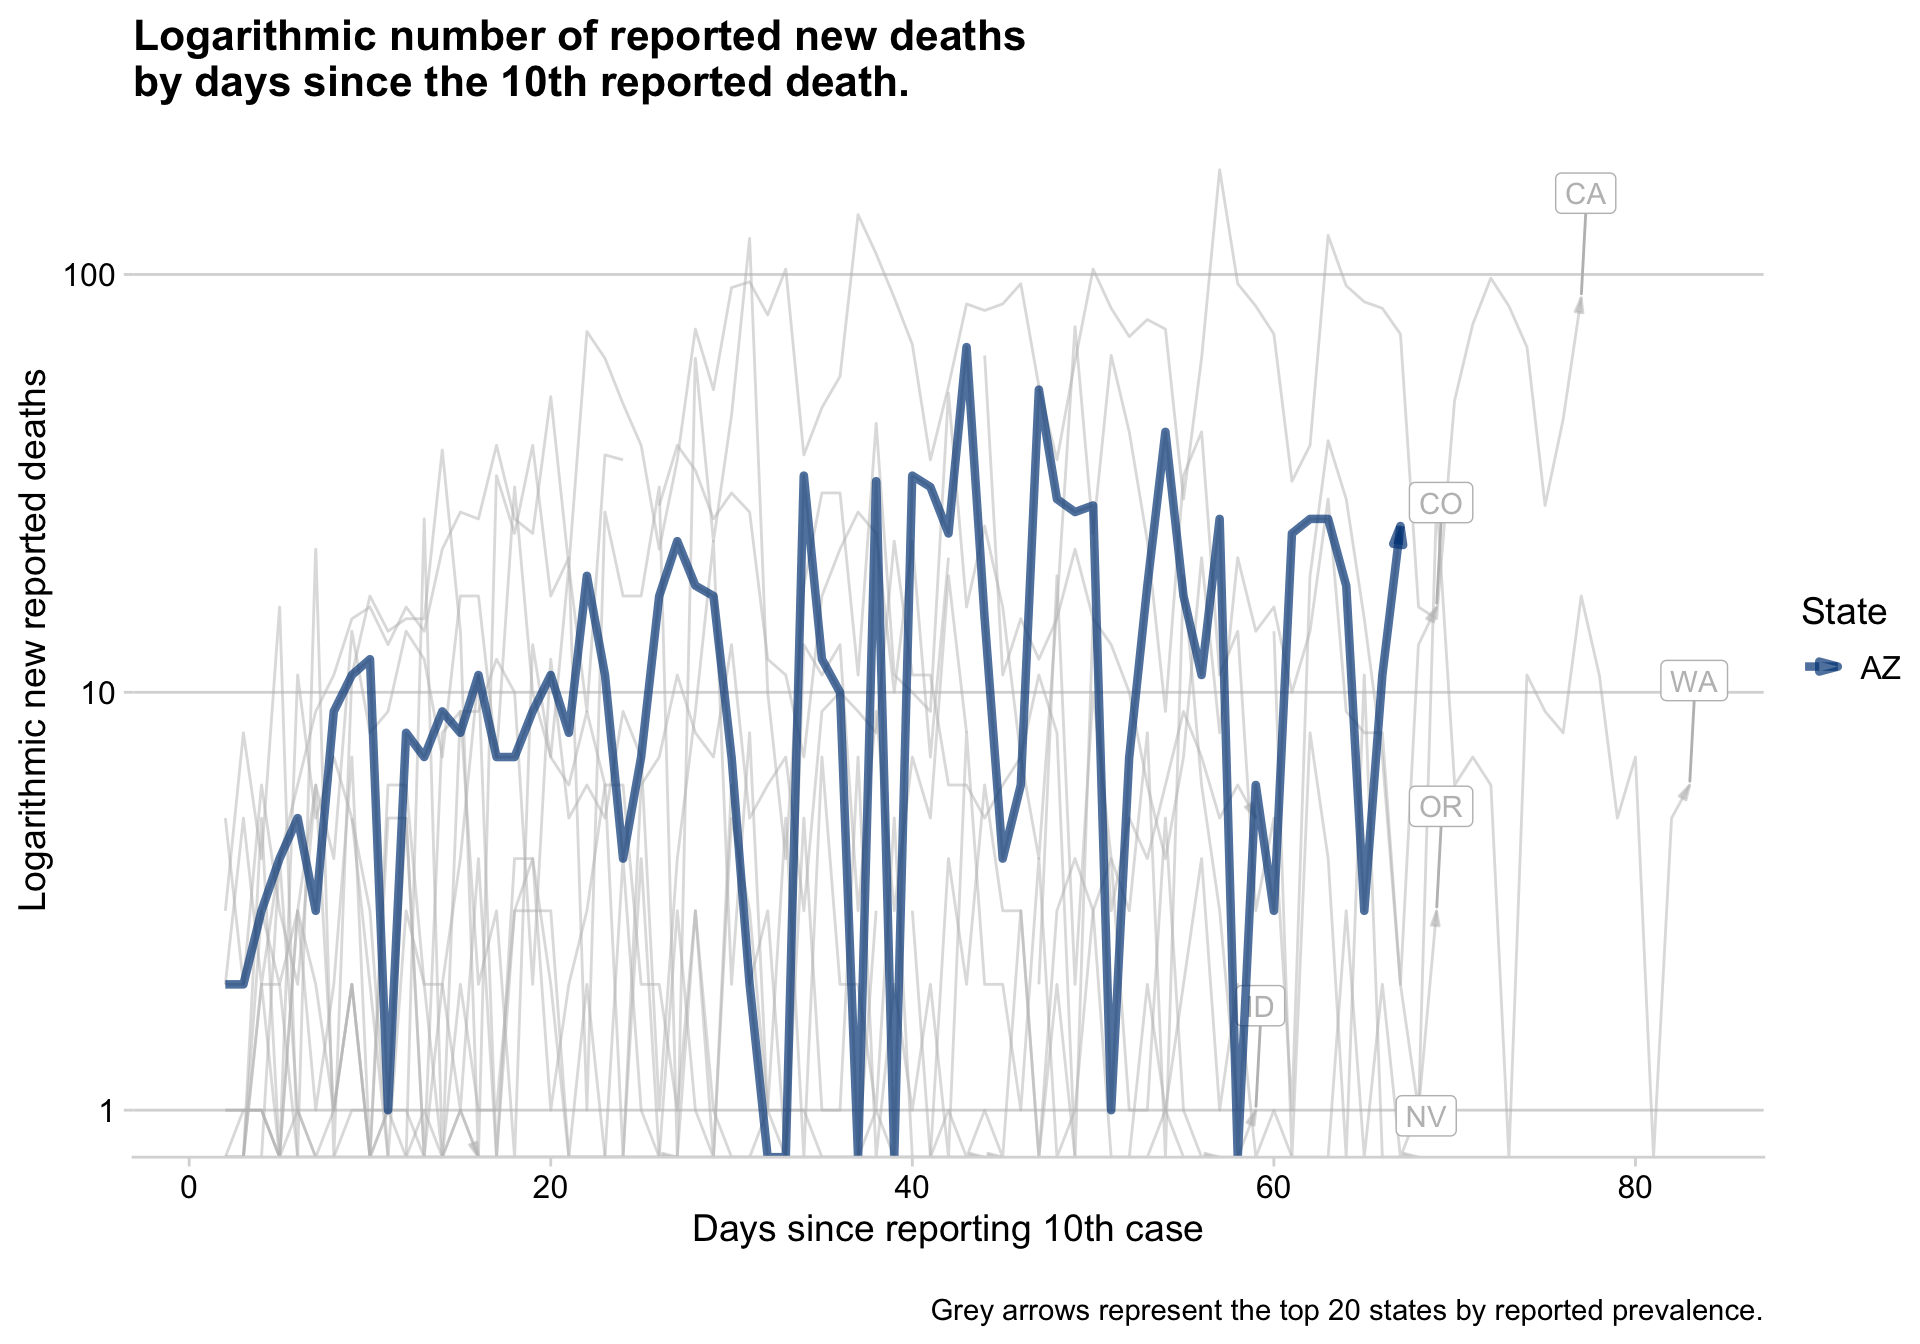 Logarithmic number of reported new deaths
by days since the 10th reported death.
Logarithmic new reported deaths
100
10
1
CA
CO
WA
OR
ID
NV
State
AZ
0
20
40
60
80
Days since reporting 10th case
Grey arrows represent the top 20 states by reported prevalence.